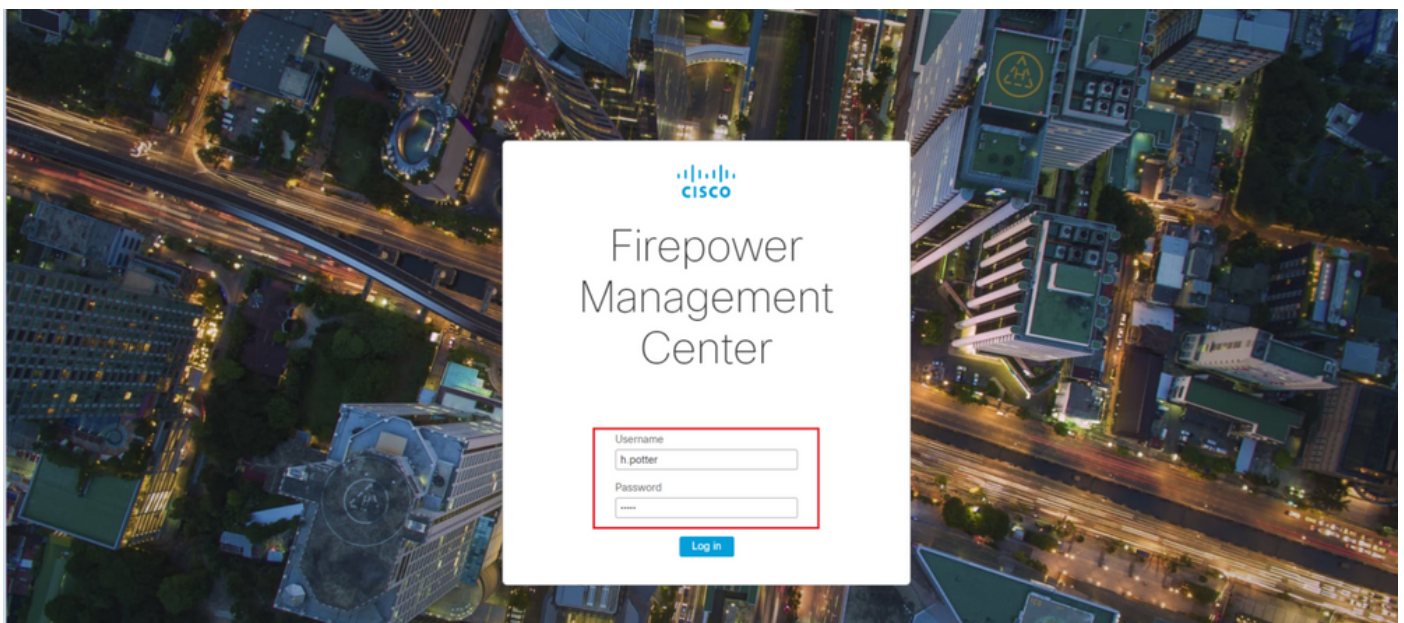 CISCO
Firepower
Management
Center
Username
h.potter
Password
•••••
Log in